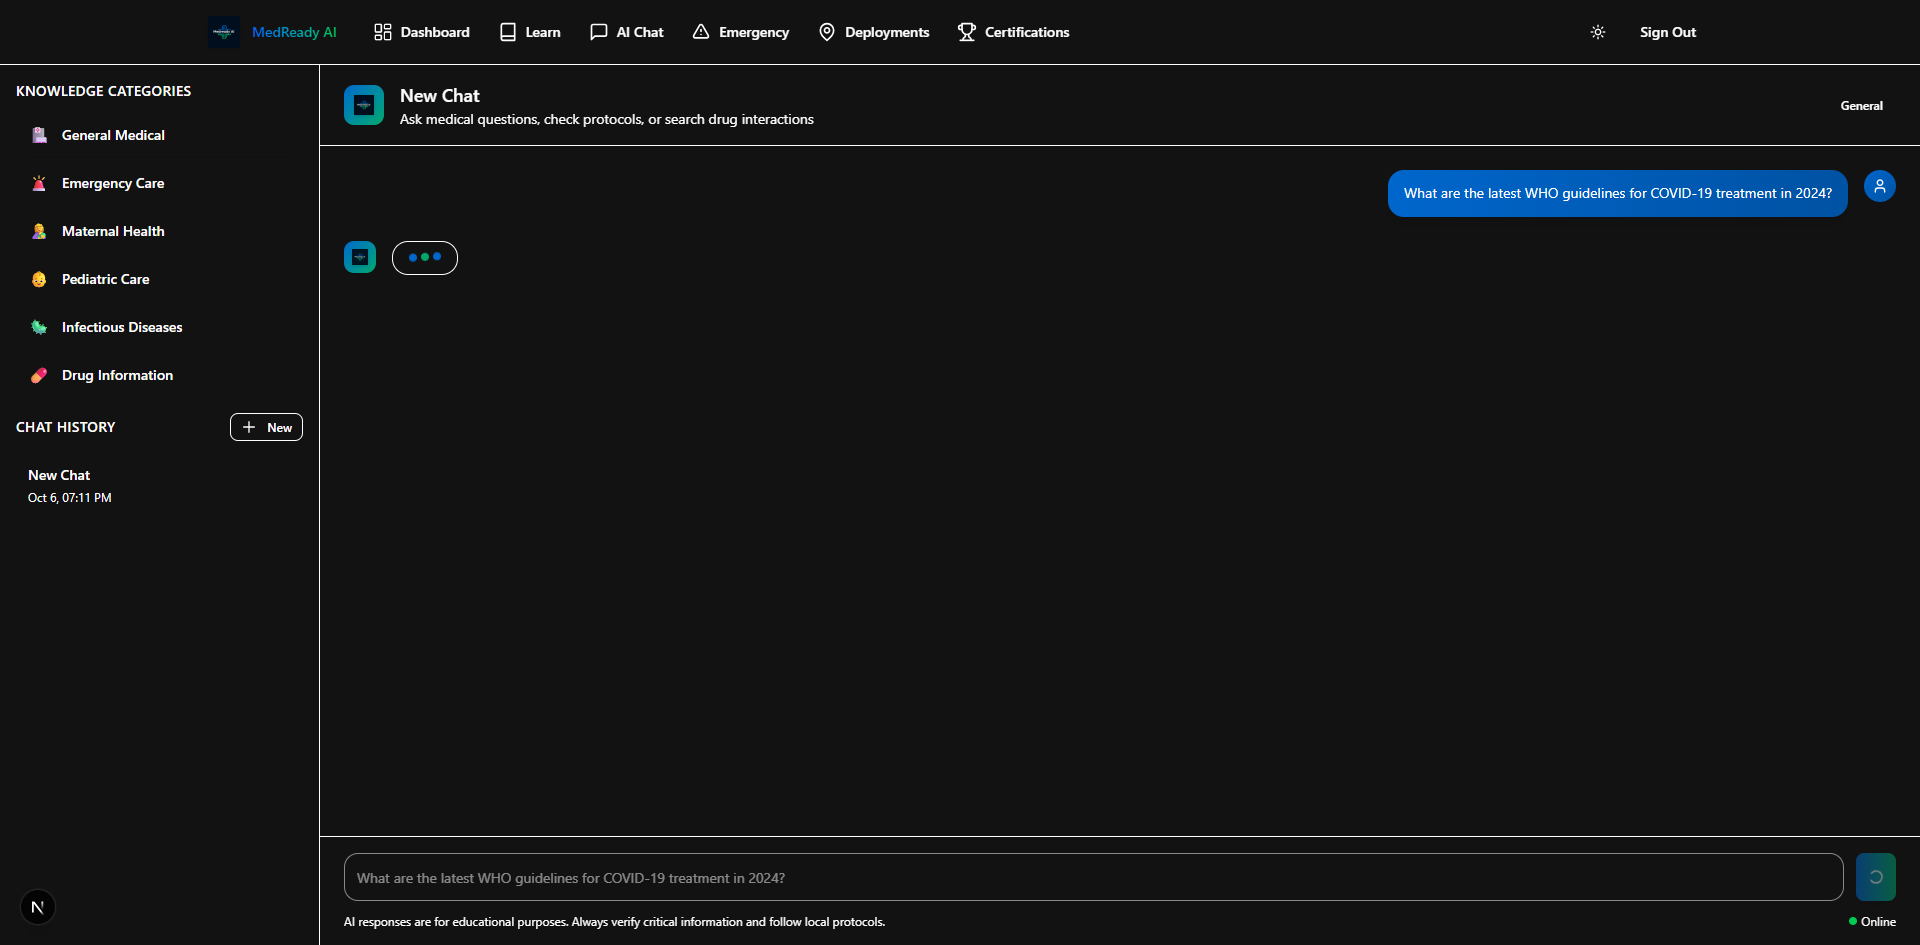 MedReady AI
Dashboard
Learn
AI Chat
Emergency
Deployments
Certifications
Sign Out
KNOWLEDGE CATEGORIES
General Medical
Emergency Care
Maternal Health
Pediatric Care
Infectious Diseases
Drug Information
CHAT HISTORY
New
New Chat
Oct 6, 07:11 PM
New Chat
Ask medical questions, check protocols, or search drug interactions
General
What are the latest WHO guidelines for COVID-19 treatment in 2024?
What are the latest WHO guidelines for COVID-19 treatment in 2024?
AI responses are for educational purposes. Always verify critical information and follow local protocols.
Online
N